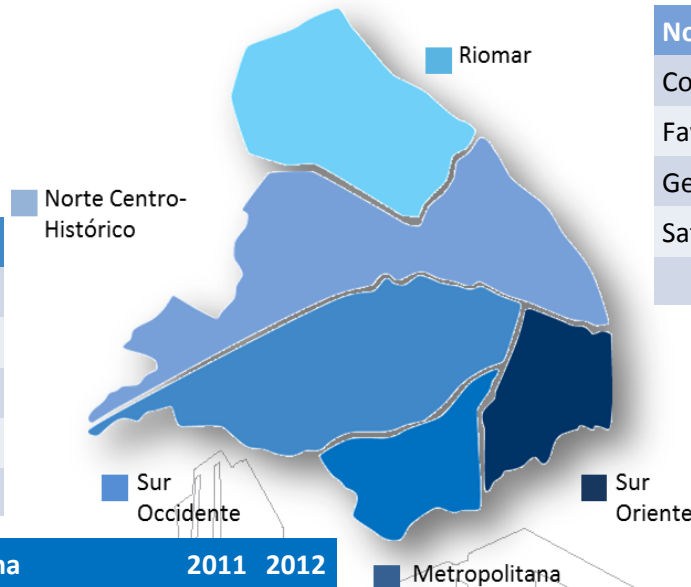 Riomar
Norte Centro-
Histórico
Sur
Occidente
Sur
Oriente
Metropolitana
2011 2012